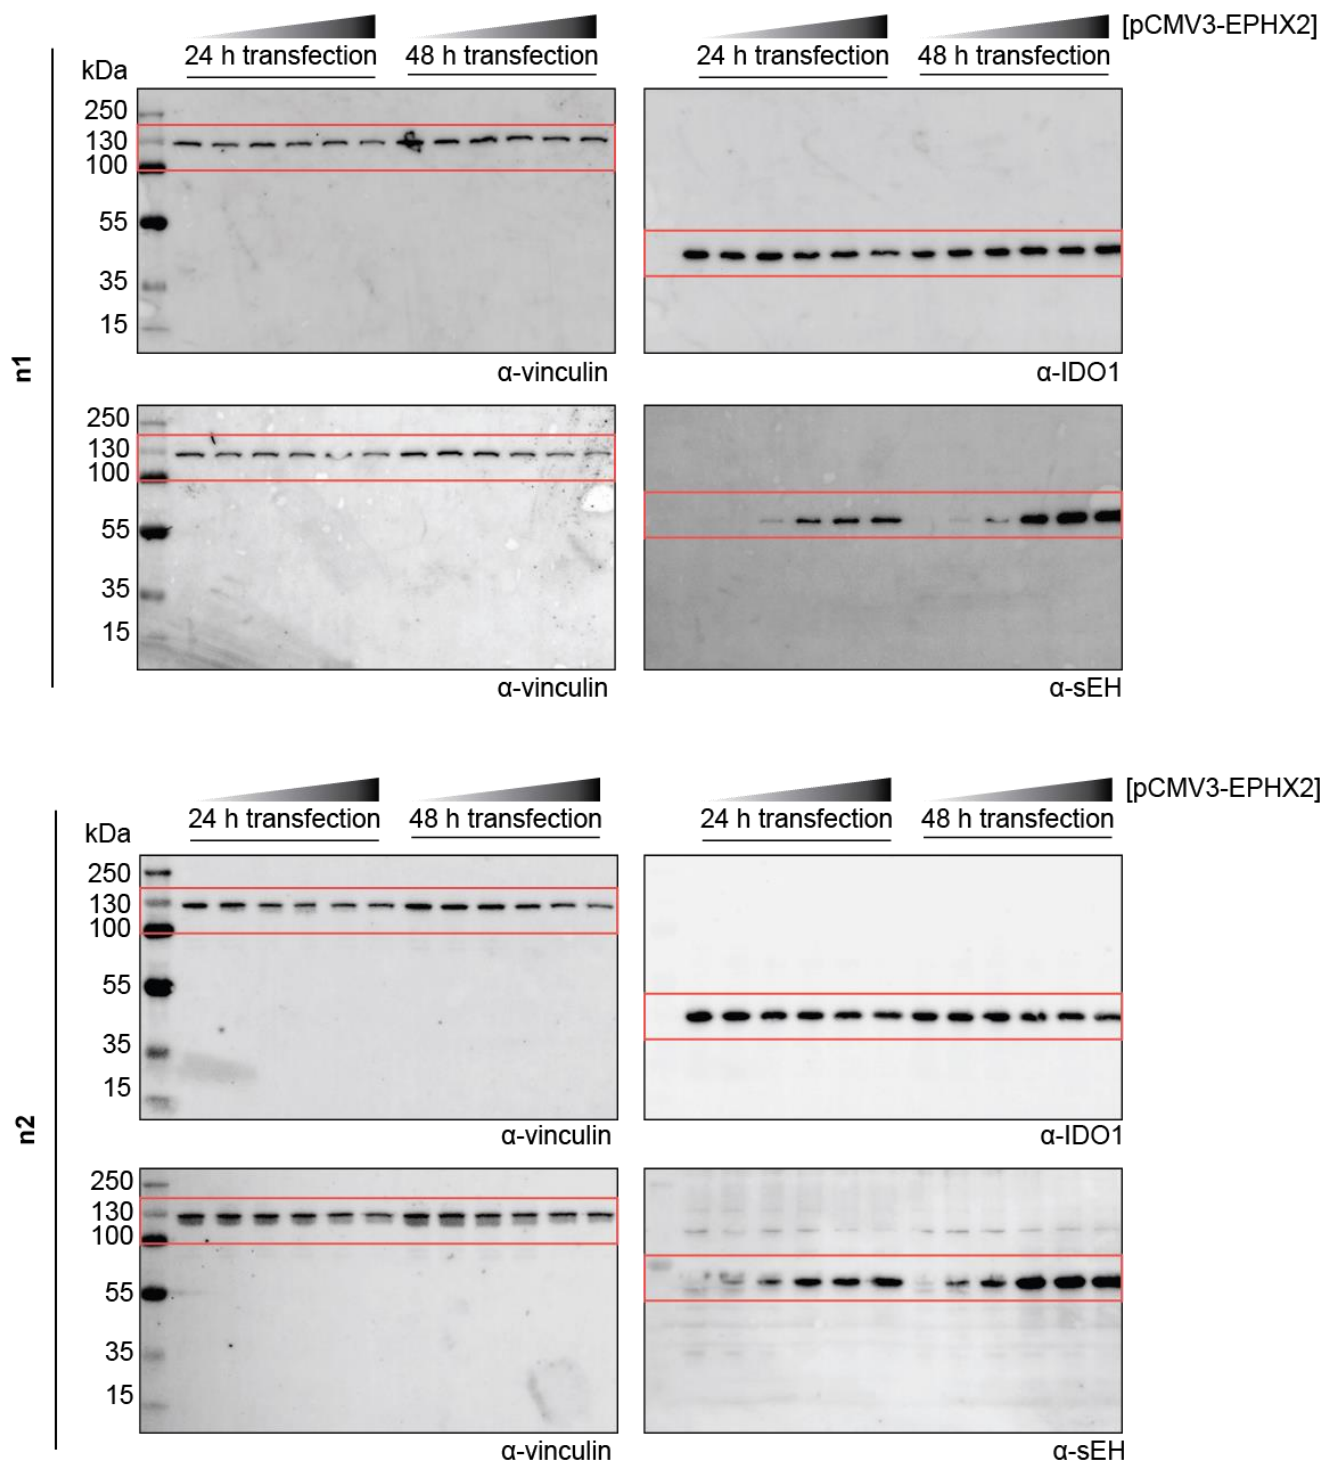 [pCMV3-EPHX2]
24 h transfection 48 h transfection 24 h transfection 48 h transfection
kDa
250
130
100
55
35
15
α-vinculin α-IDO1
n1
250
130
100
55
35
15
α-vinculin α-sEH
[pCMV3-EPHX2]
24 h transfection 48 h transfection 24 h transfection 48 h transfection
kDa
250
130
100
55
35
15
n2
α-vinculin α-IDO1
250
130
100
55
35
15
α-vinculin α-sEH